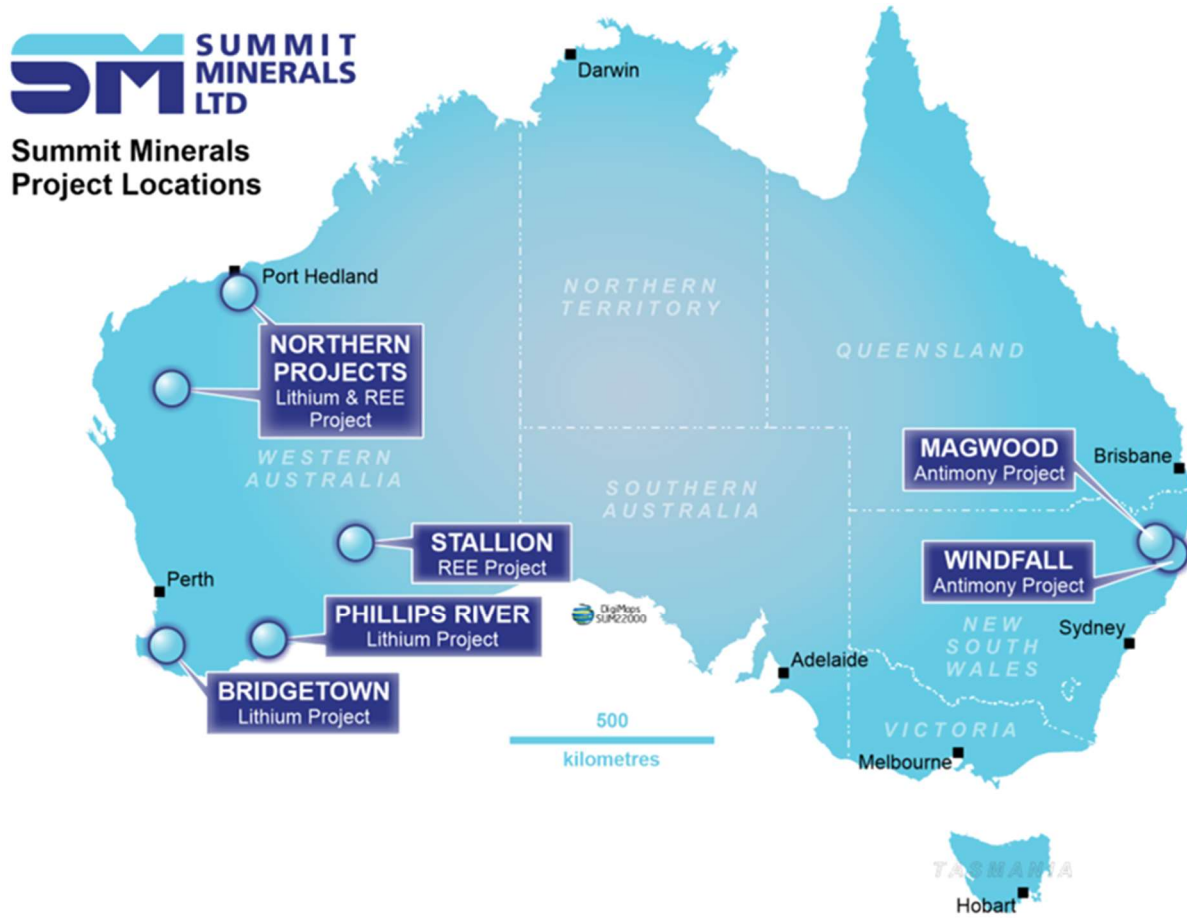 SM
SUMMIT
MINERALS
LTD
Summit Minerals
Project Locations
Darwin
Port Hedland
NORTHERN
TERRITORY
NORTHERN
PROJECTS
Lithium & REE
Project
QUEENSLAND
WESTERN
AUSTRALIA
SOUTHERN
AUSTRALIA
MAGWOOD
Antimony Project
Brisbane
STALLION
REE Project
WINDFALL
Antimony Project
Perth
PHILLIPS RIVER
Lithium Project
DigiMaps
SUM22000
NEW
SOUTH
WALES
Sydney
Adelaide
BRIDGETOWN
Lithium Project
500
kilometres
VICTORIA
Melbourne
TASMANIA
Hobart